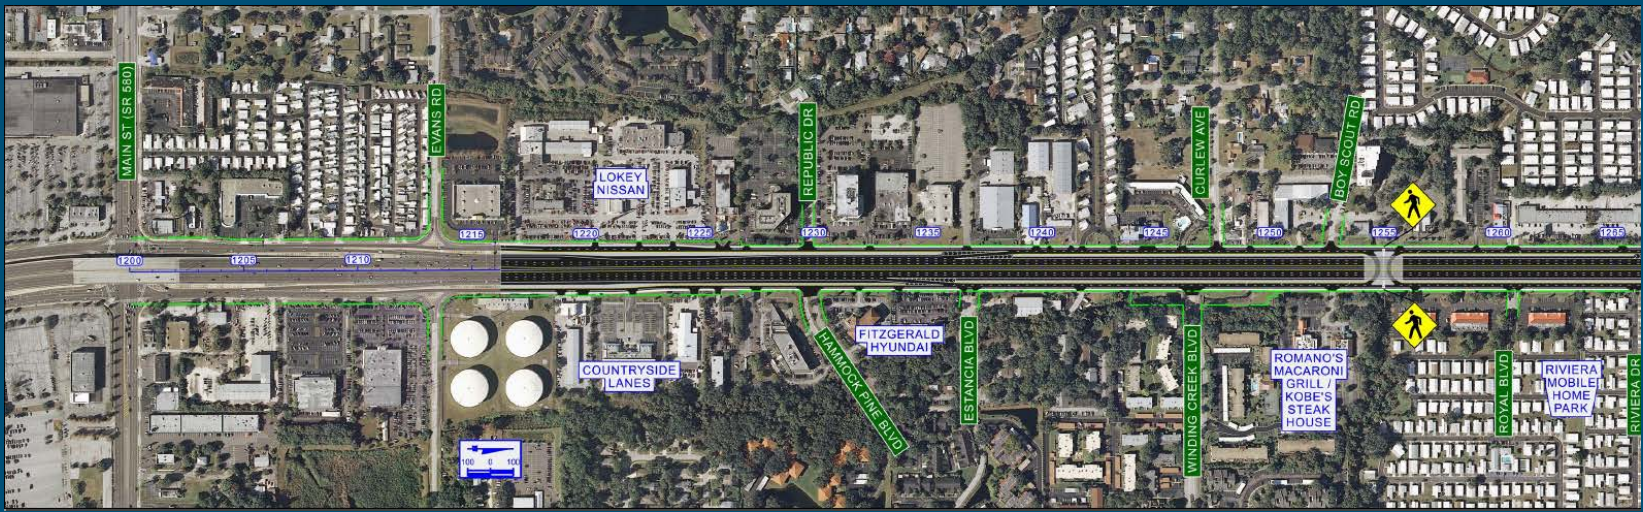 MAIN ST (SR 580)
EVANS RD
LOKEY
NISSAN
REPUBLIC DR
CURLEW AVE
BOY SCOUT RD
1215
1220
1225
1230
1235
1240
1245
1250
1255
1260
1265
1200
1205
1210
COUNTRYSIDE
LANES
HAMMOCK PINE BLVD
FITZGERALD
HYUNDAI
ESTANCIA BLVD
WINDING CREEK BLVD
ROMANO'S
MACARONI
GRILL /
KOBE'S
STEAK
HOUSE
ROYAL BLVD
RIVIERA
MOBILE
HOME
PARK
RIVIERA DR
100 0 100